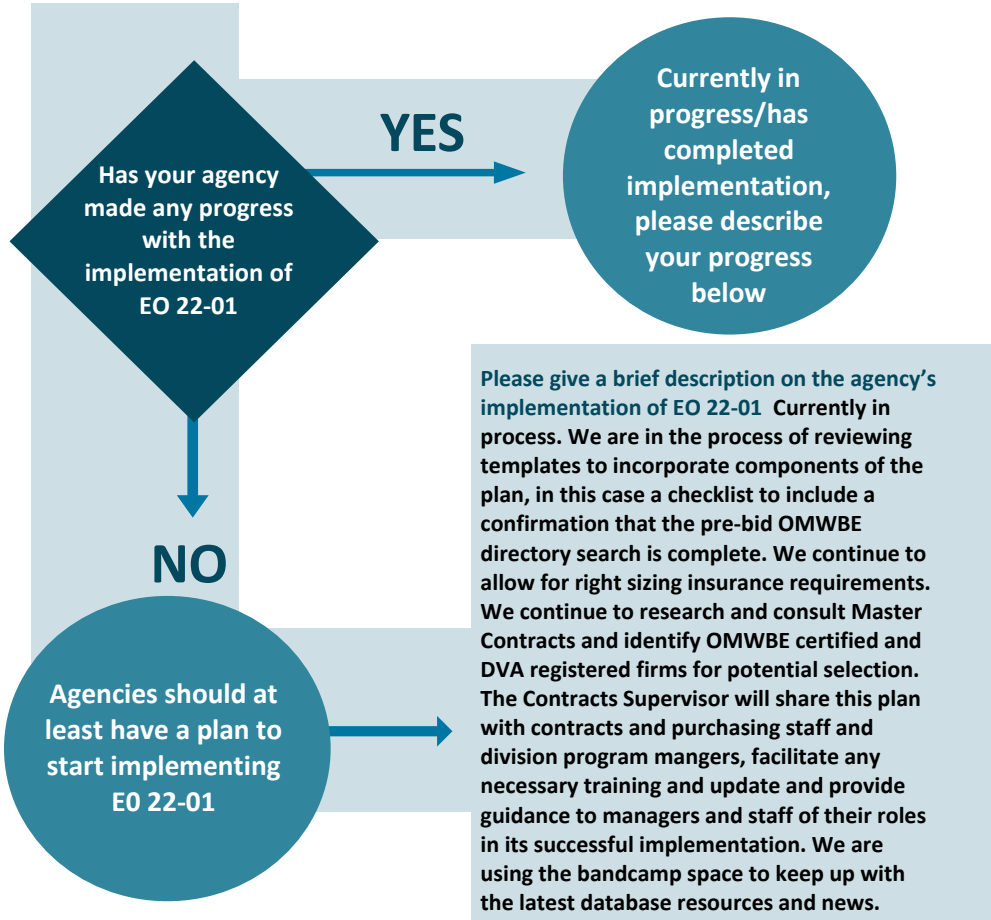 Has your agency
made any progress
with the
implementation of
EO 22-01
YES
Currently in
progress/has
completed
implementation,
please describe
your progress
below
NO
Agencies should at
least have a plan to
start implementing
E0 22-01
Please give a brief description on the agency’s
implementation of EO 22-01 Currently in
process. We are in the process of reviewing
templates to incorporate components of the
plan, in this case a checklist to include a
confirmation that the pre-bid OMWBE
directory search is complete. We continue to
allow for right sizing insurance requirements.
We continue to research and consult Master
Contracts and identify OMWBE certified and
DVA registered firms for potential selection.
The Contracts Supervisor will share this plan
with contracts and purchasing staff and
division program mangers, facilitate any
necessary training and update and provide
guidance to managers and staff of their roles
in its successful implementation. We are
using the bandcamp space to keep up with
the latest database resources and news.